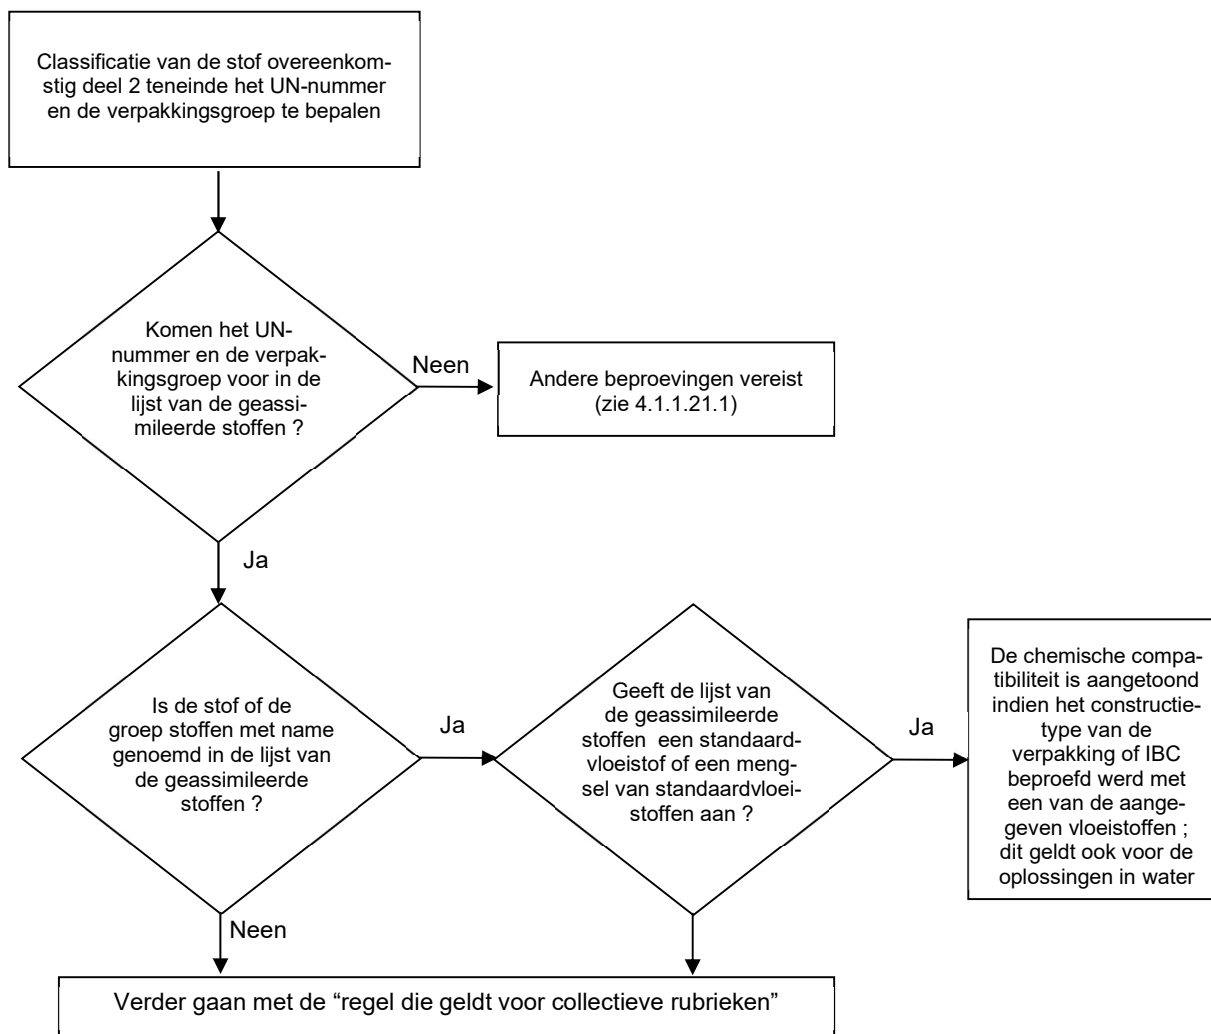 Classificatie van de stof overeenkom-
stig deel 2 teneinde het UN-nummer
en de verpakkingsgroep te bepalen
Komen het UN-
nummer en de verpak-
kingsgroep voor in de
lijst van de geassi-
mileerde stoffen ?
Neen
Andere beproevingen vereist
(zie 4.1.1.21.1)
Ja
Is de stof of de
groep stoffen met name
genoemd in de lijst van
de geassimileerde
stoffen ?
Ja
Geeft de lijst van
de geassimileerde
stoffen een standaard-
vloeistof of een meng-
sel van standaardvloei-
stoffen aan ?
Ja
De chemische compa-
tibiliteit is aangetoond
indien het constructie-
type van de
verpakking of IBC
beproefd werd met
een van de aange-
geven vloeistoffen ;
dit geldt ook voor de
oplossingen in water
Neen
Verder gaan met de “regel die geldt voor collectieve rubrieken”